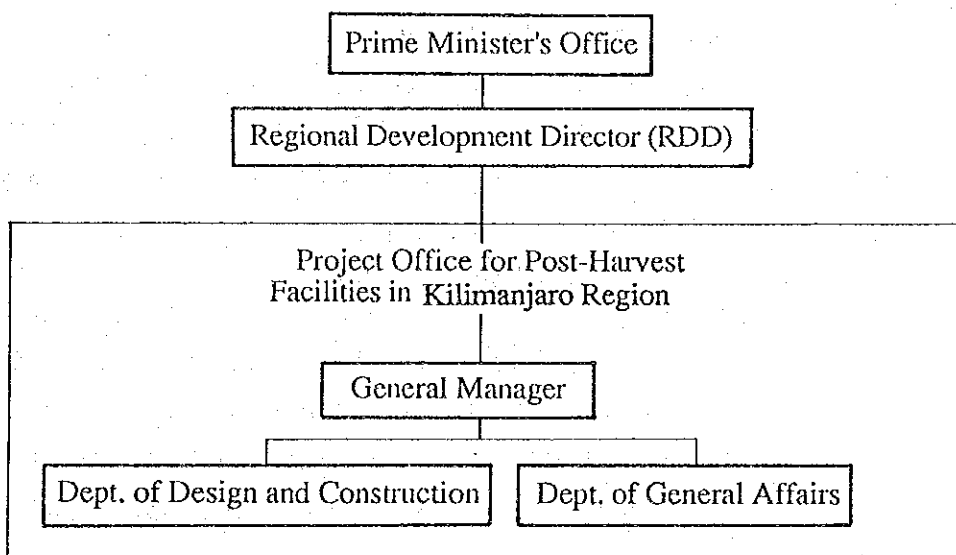 Prime Minister's Office
Regional Development Director (RDD)
Project Office for Post-Harvest
Facilities in Kilimanjaro Region
General Manager
Dept. of Design and Construction
Dept. of General Affairs